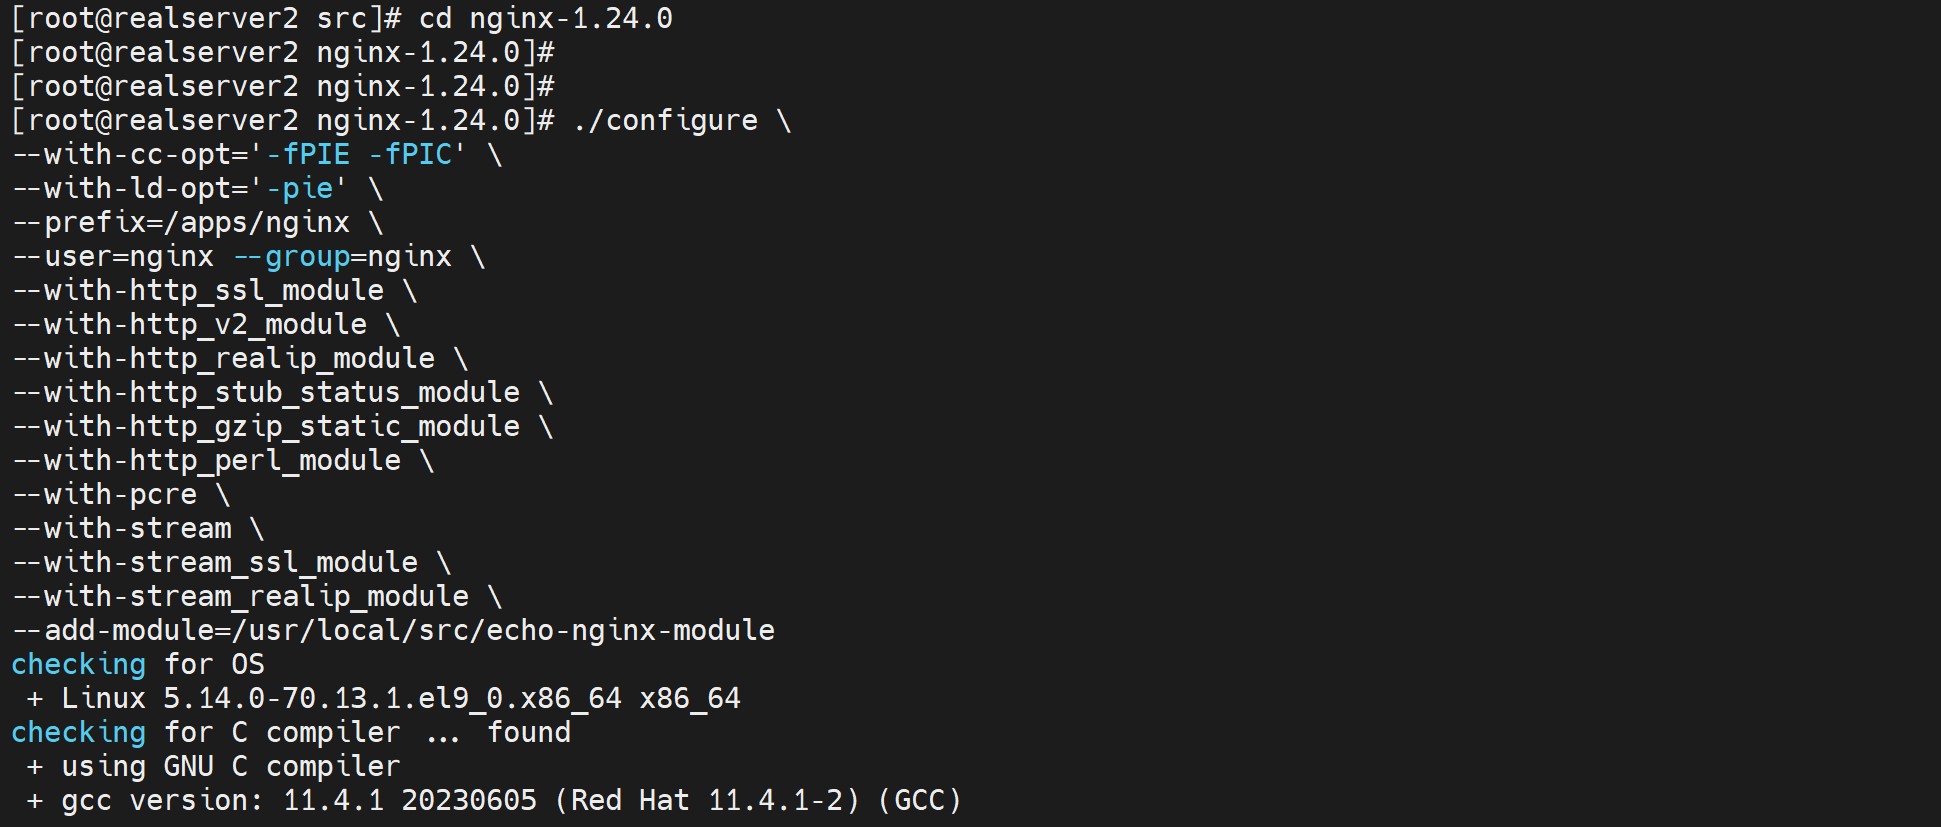 [root@realserver2 src]# cd nginx-1.24.0
[root@realserver2 nginx-1.24.0]#
[root@realserver2 nginx-1.24.0]#
[root@realserver2 nginx-1.24.0]# ./configure \
--with-cc-opt='-fPIE -fPIC' \
--with-ld-opt='-pie' \
--prefix=/apps/nginx \
--user=nginx --group=nginx \
--with-http_ssl_module \
--with-http_v2_module \
--with-http_realip_module \
--with-http_stub_status_module \
--with-http_gzip_static_module \
--with-http_perl_module \
--with-pcre \
--with-stream \
--with-stream_ssl_module \
--with-stream_realip_module \
--add-module=/usr/local/src/echo-nginx-module
checking for OS
 + Linux 5.14.0-70.13.1.el9_0.x86_64 x86_64
checking for C compiler ... found
 + using GNU C compiler
 + gcc version: 11.4.1 20230605 (Red Hat 11.4.1-2) (GCC)